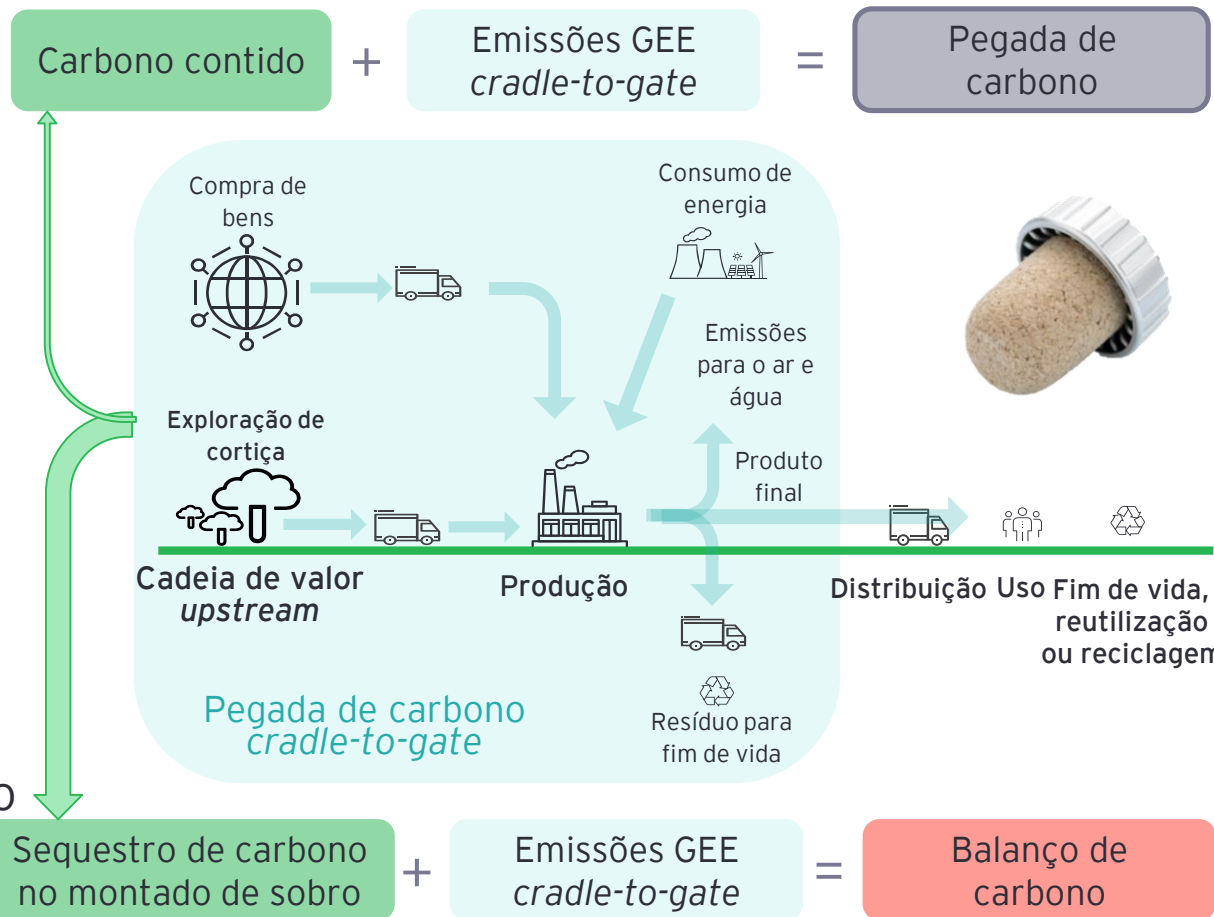 Carbono contido
+
Emissões GEE
cradle-to-gate
=
Pegada de
carbono
Compra de
bens
Consumo de
energia
Emissões
para o ar e
água
Exploração de
cortiça
Produto
final
Cadeia de valor
upstream
Produção
Distribuição
Uso
Fim de vida,
reutilização
ou reciclagem
Pegada de carbono
cradle-to-gate
Resíduo para
fim de vida
o
Sequestro de carbono
no montado de sobro
+
Emissões GEE
cradle-to-gate
=
Balanço de
carbono